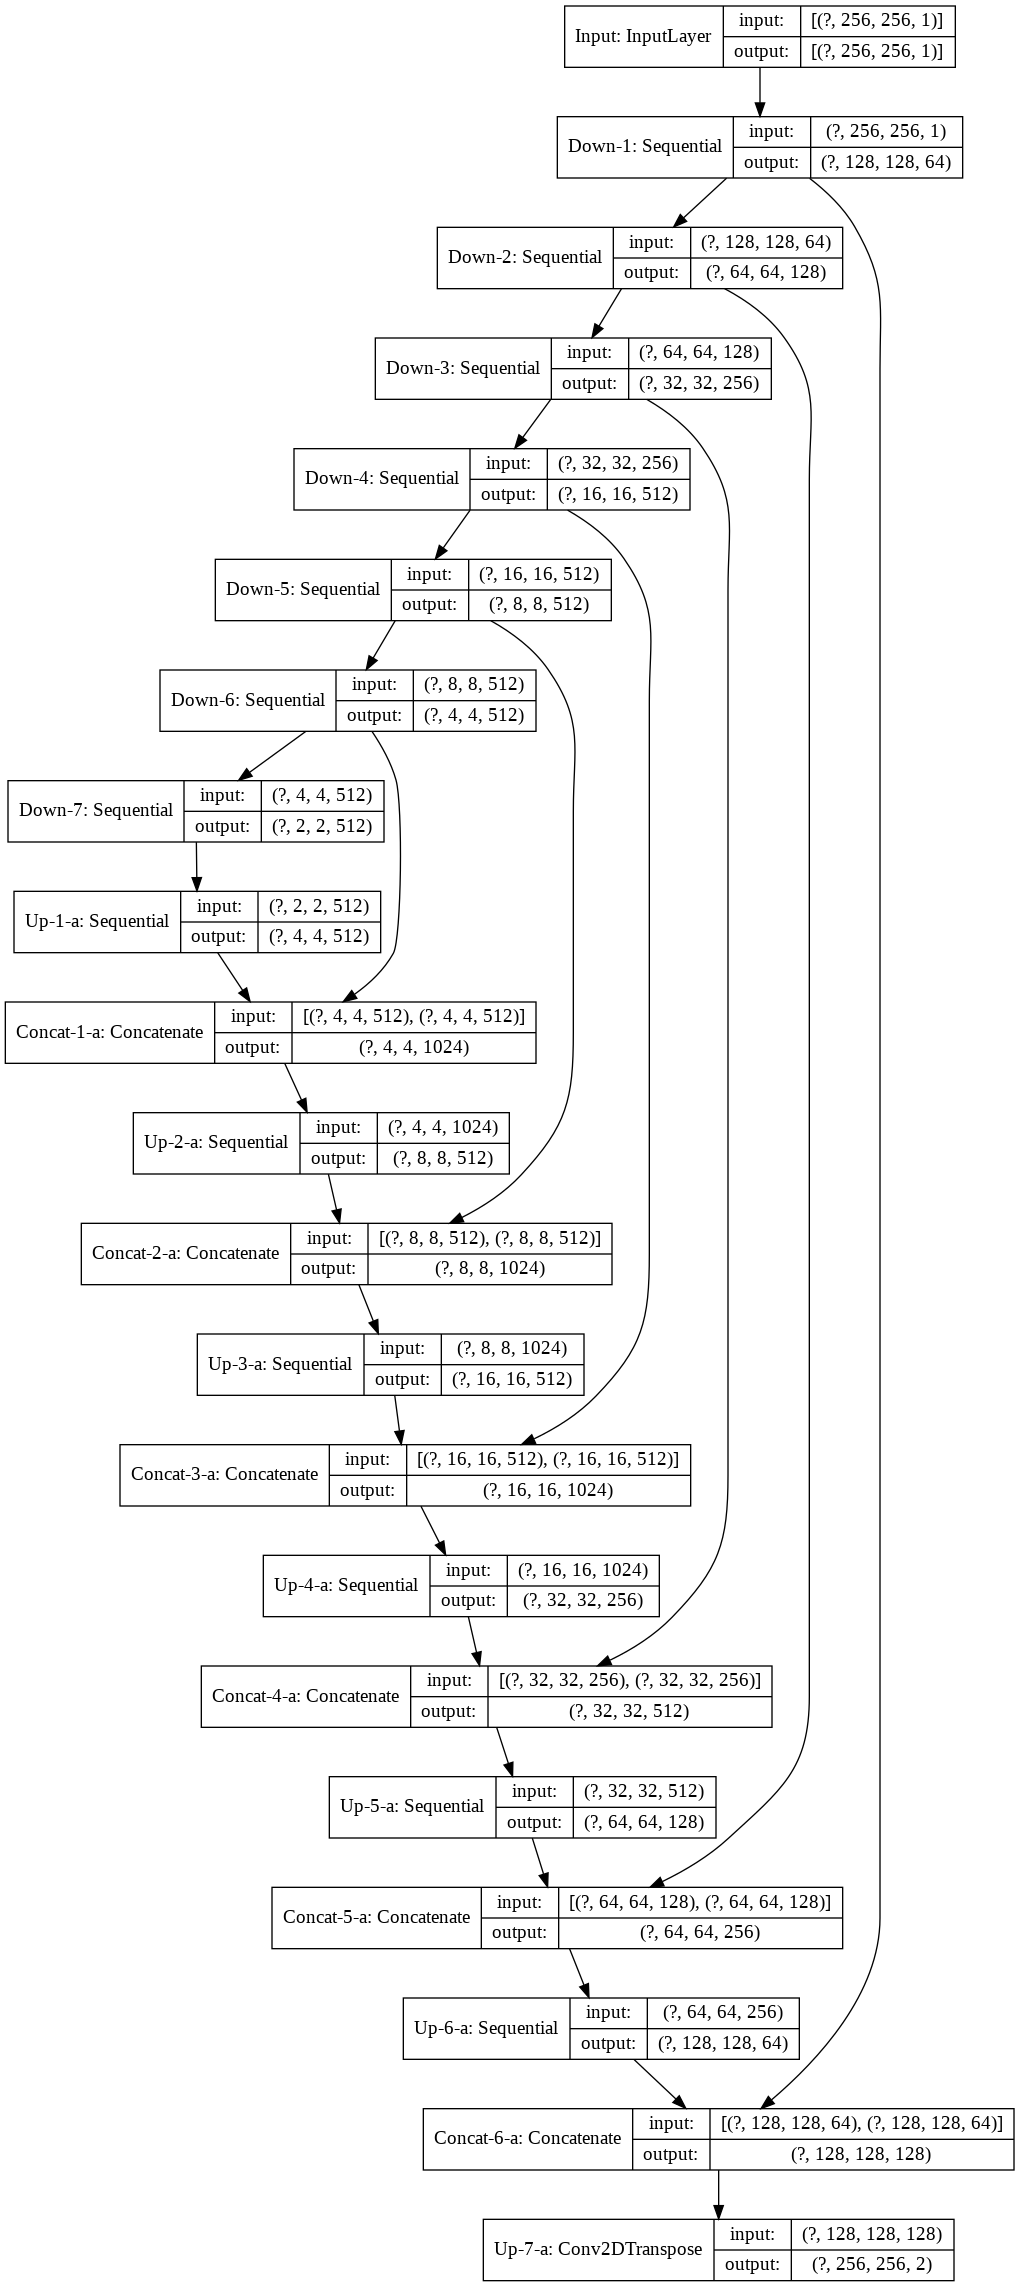 Input: InputLayer
input: [(?, 256, 256, 1)]
output: [(?, 256, 256, 1)]
Down-1: Sequential
input: (?, 256, 256, 1)
output: (?, 128, 128, 64)
Down-2: Sequential
input: (?, 128, 128, 64)
output: (?, 64, 64, 128)
Down-3: Sequential
input: (?, 64, 64, 128)
output: (?, 32, 32, 256)
Down-4: Sequential
input: (?, 32, 32, 256)
output: (?, 16, 16, 512)
Down-5: Sequential
input: (?, 16, 16, 512)
output: (?, 8, 8, 512)
Down-6: Sequential
input: (?, 8, 8, 512)
output: (?, 4, 4, 512)
Down-7: Sequential
input: (?, 4, 4, 512)
output: (?, 2, 2, 512)
Up-1-a: Sequential
input: (?, 2, 2, 512)
output: (?, 4, 4, 512)
Concat-1-a: Concatenate
input: [(?, 4, 4, 512), (?, 4, 4, 512)]
output: (?, 4, 4, 1024)
Up-2-a: Sequential
input: (?, 4, 4, 1024)
output: (?, 8, 8, 512)
Concat-2-a: Concatenate
input: [(?, 8, 8, 512), (?, 8, 8, 512)]
output: (?, 8, 8, 1024)
Up-3-a: Sequential
input: (?, 8, 8, 1024)
output: (?, 16, 16, 512)
Concat-3-a: Concatenate
input: [(?, 16, 16, 512), (?, 16, 16, 512)]
output: (?, 16, 16, 1024)
Up-4-a: Sequential
input: (?, 16, 16, 1024)
output: (?, 32, 32, 256)
Concat-4-a: Concatenate
input: [(?, 32, 32, 256), (?, 32, 32, 256)]
output: (?, 32, 32, 512)
Up-5-a: Sequential
input: (?, 32, 32, 512)
output: (?, 64, 64, 128)
Concat-5-a: Concatenate
input: [(?, 64, 64, 128), (?, 64, 64, 128)]
output: (?, 64, 64, 256)
Up-6-a: Sequential
input: (?, 64, 64, 256)
output: (?, 128, 128, 64)
Concat-6-a: Concatenate
input: [(?, 128, 128, 64), (?, 128, 128, 64)]
output: (?, 128, 128, 128)
Up-7-a: Conv2DTranspose
input: (?, 128, 128, 128)
output: (?, 256, 256, 2)